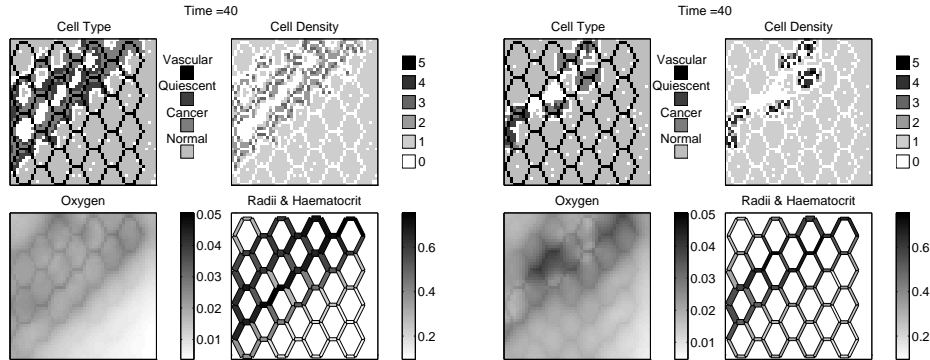 Time =40
Cell Type
Cell Density
Vascular
Quiescent
Cancer
Normal
5
4
3
2
1
0
Oxygen
0.05
0.04
0.03
0.02
0.01
Radii & Haematocrit
0.6
0.4
0.2
Time =40
Cell Type
Cell Density
Vascular
Quiescent
Cancer
Normal
5
4
3
2
1
0
Oxygen
0.05
0.04
0.03
0.02
0.01
Radii & Haematocrit
0.6
0.4
0.2